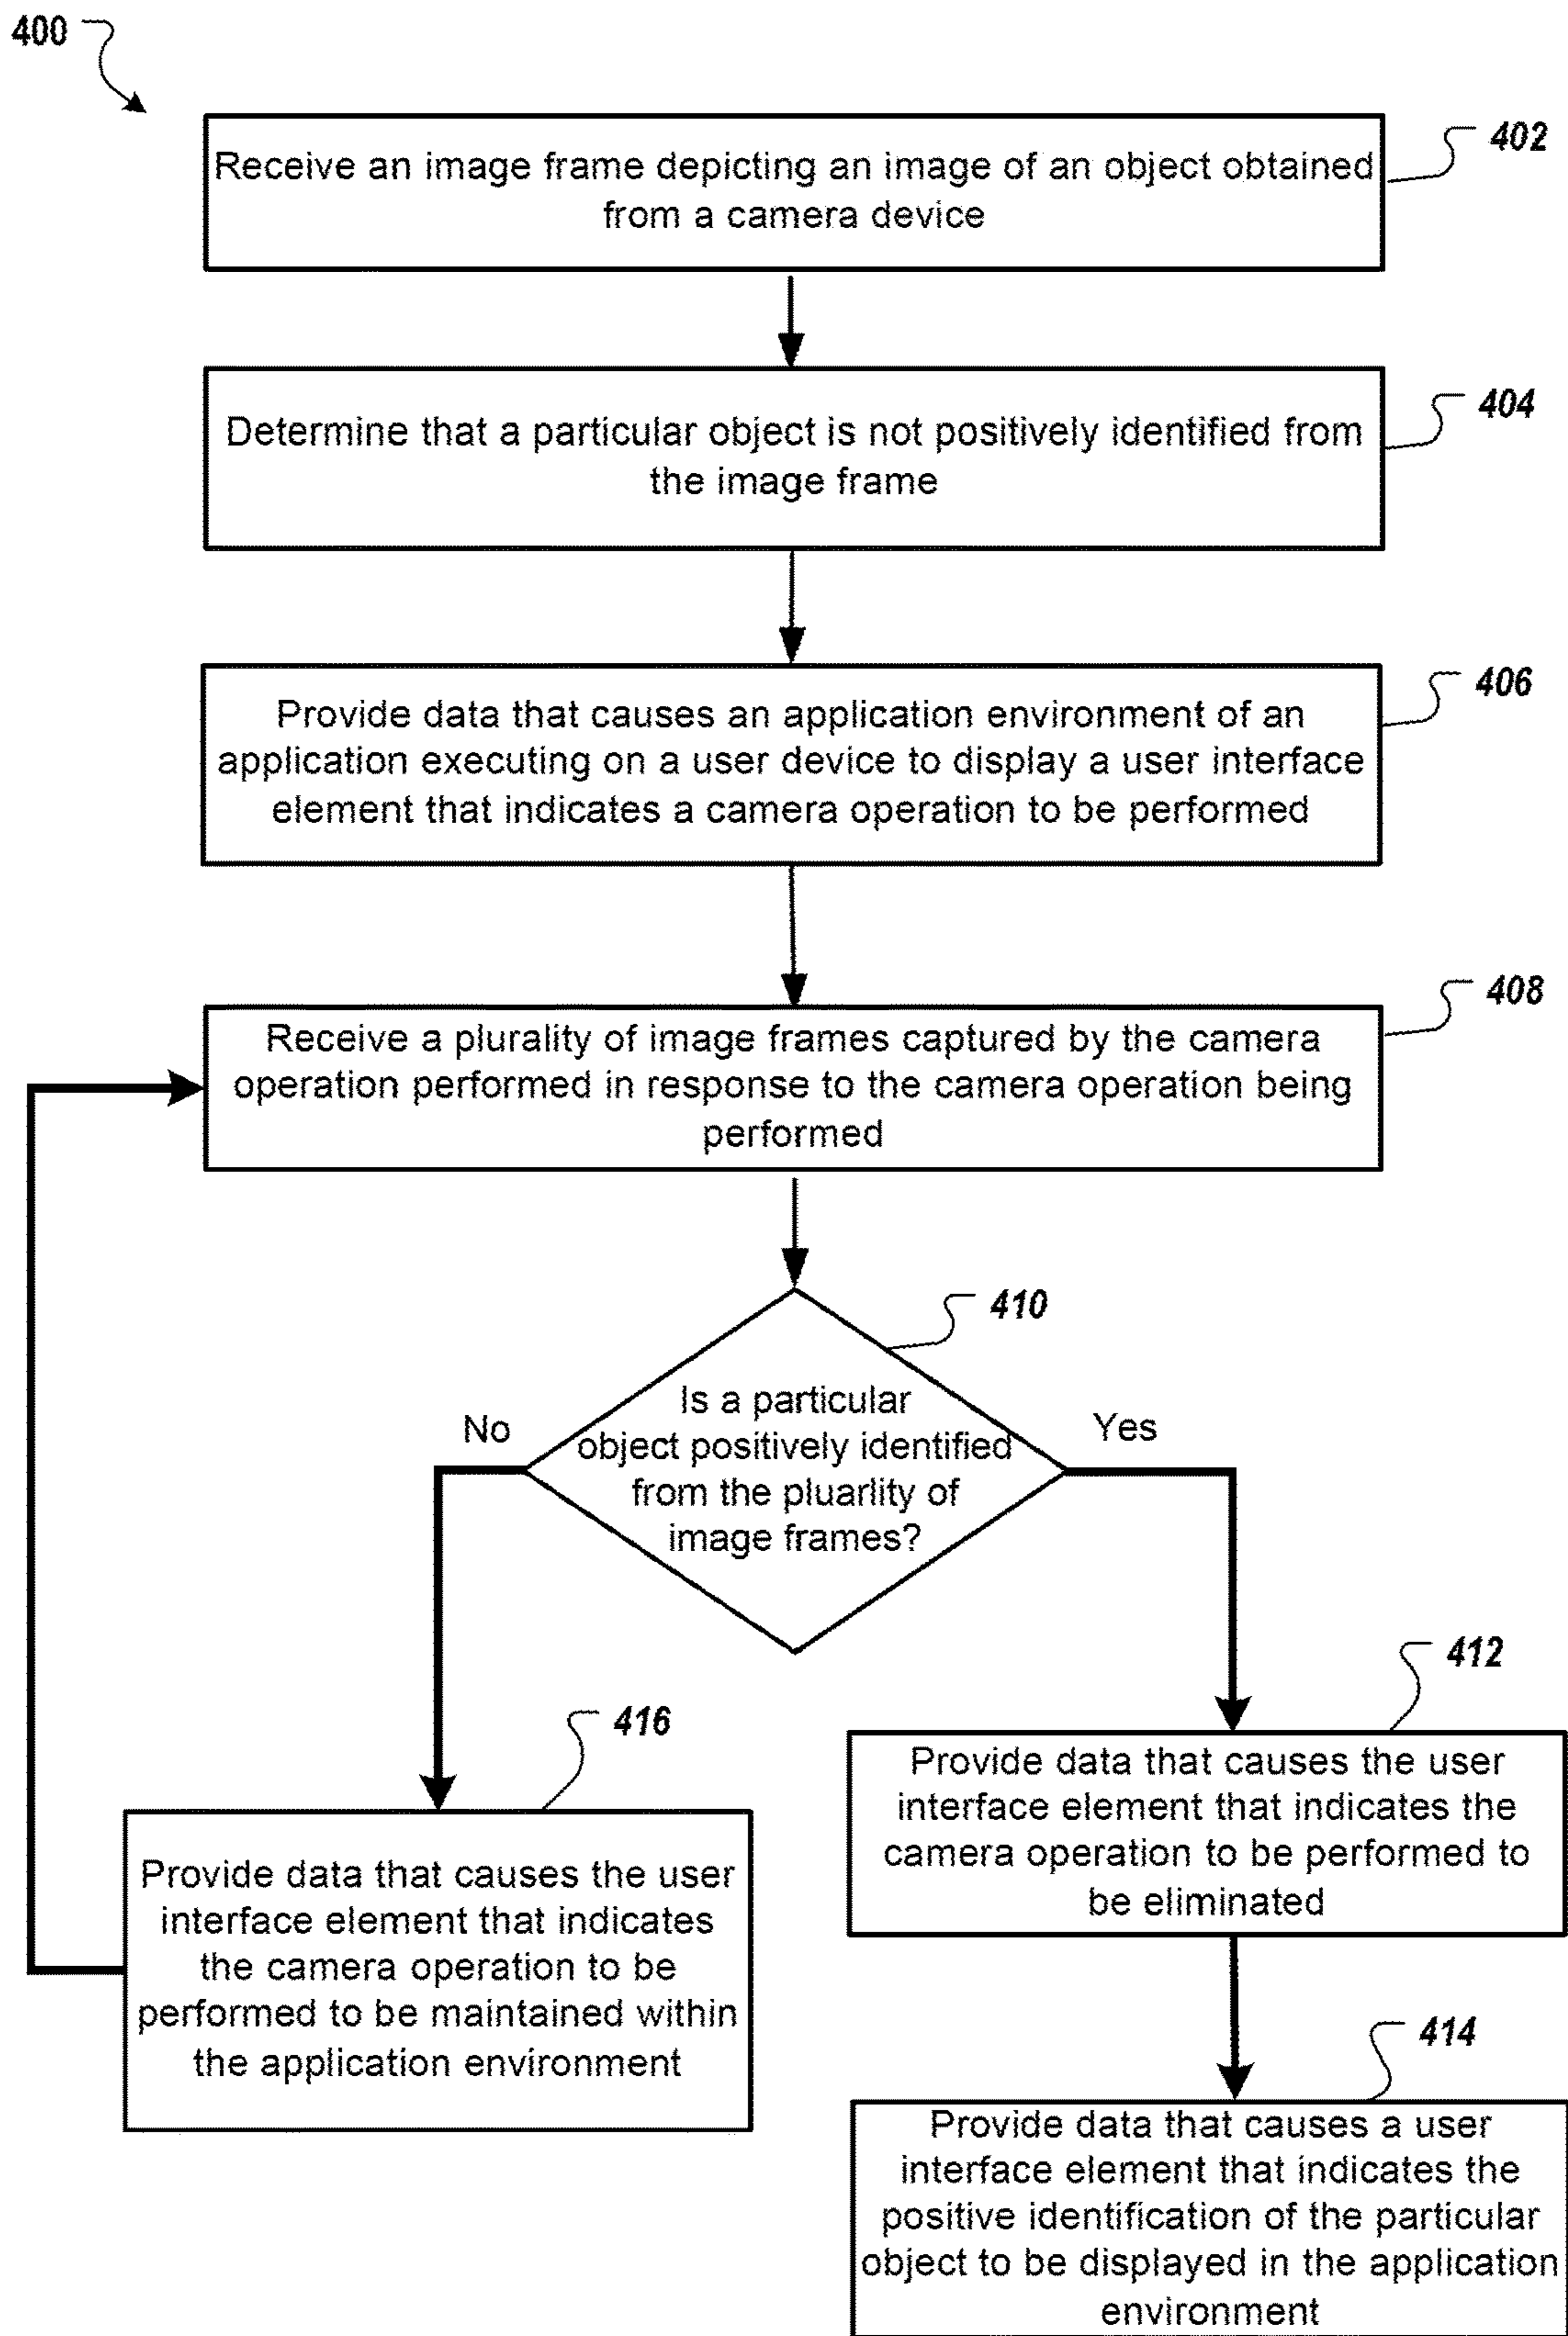 400
402
Receive an image frame depicting an image of an object obtained
from a camera device
404
Determine that a particular object is not positively identified from
the image frame
406
Provide data that causes an application environment of an
application executing on a user device to display a user interface
element that indicates a camera operation to be performed
408
Receive a plurality of image frames captured by the camera
operation performed in response to the camera operation being
performed
410
Is a particular
object positively identified
from the pluarlity of
image frames?
No
Yes
412
Provide data that causes the user
interface element that indicates the
camera operation to be performed to
be eliminated
416
Provide data that causes the user
interface element that indicates
the camera operation to be
performed to be maintained within
the application environment
414
Provide data that causes a user
interface element that indicates the
positive identification of the particular
object to be displayed in the application
environment